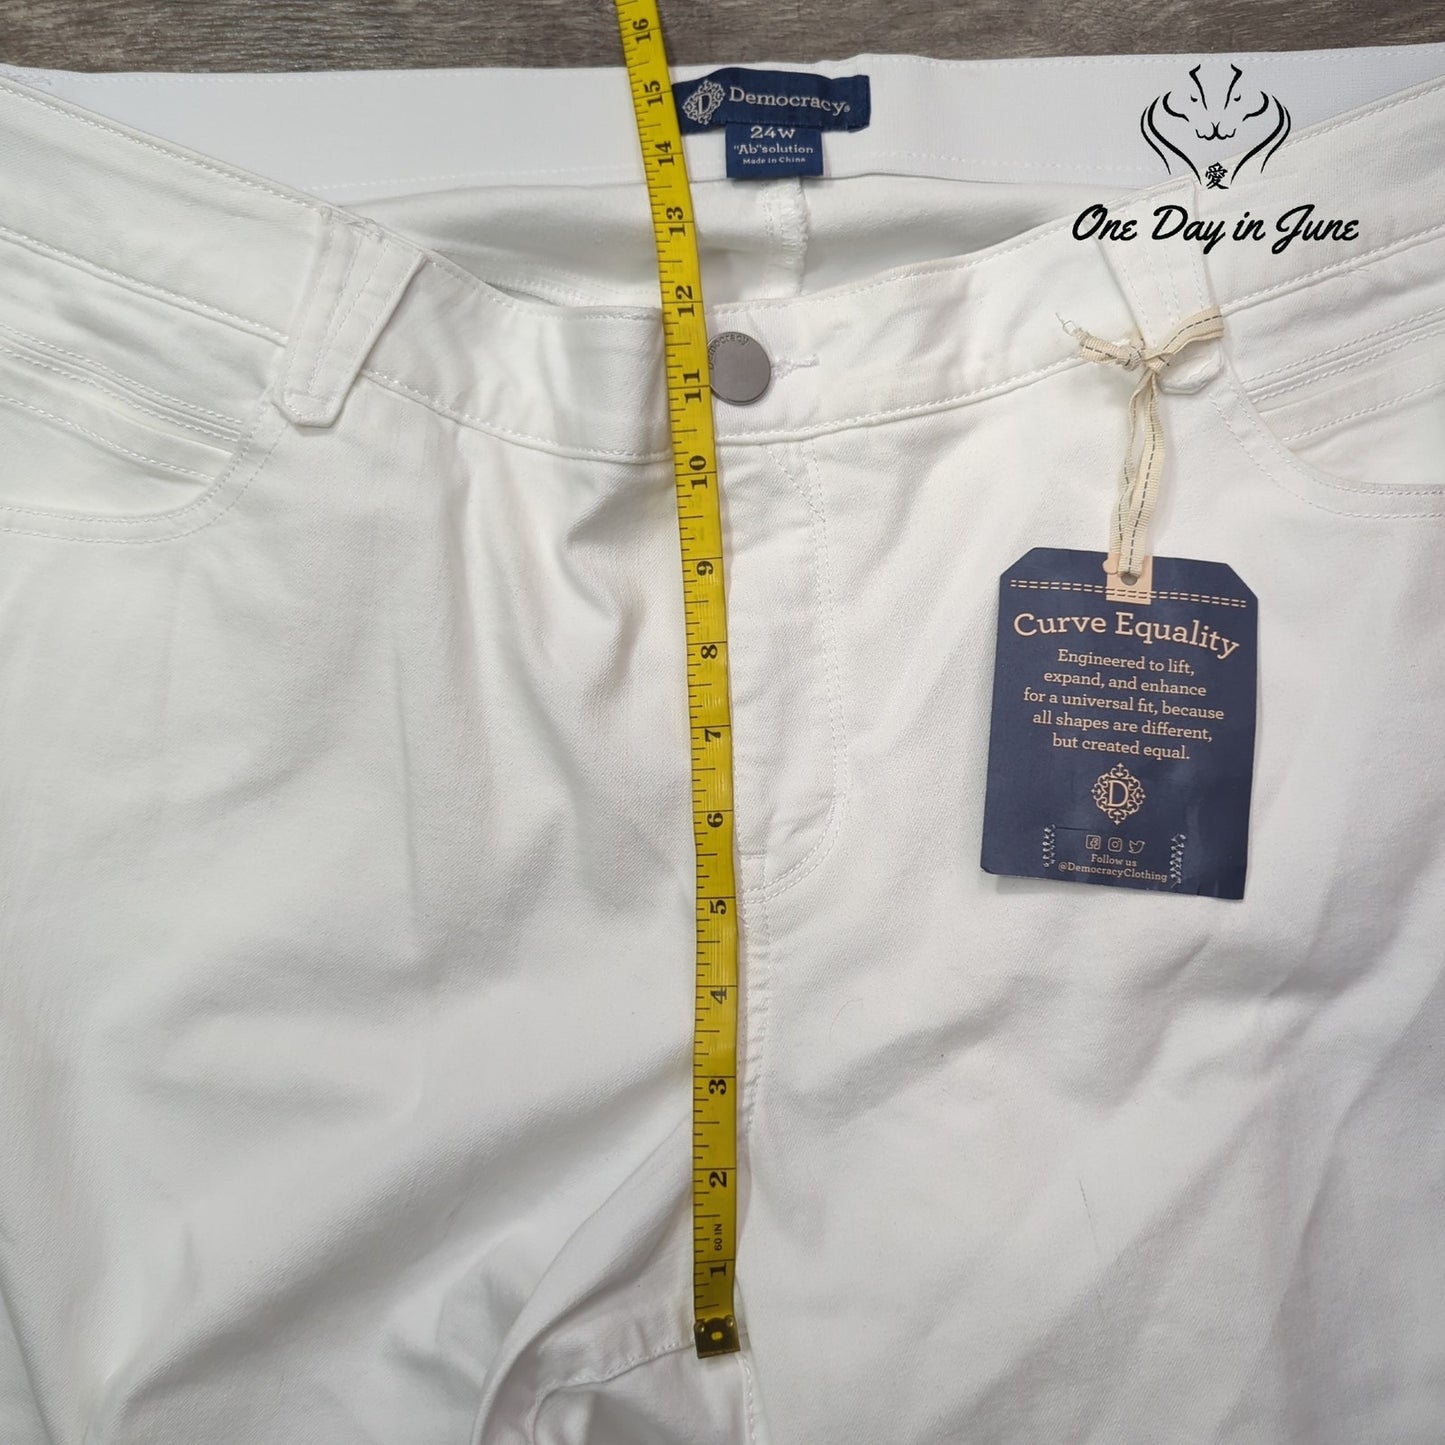 16
15
14
13
12
11
10
9
8
7
6
5
4
3
2
60 IN
1
D
Democracy®
24W
"Ab"solution
Made in China
愛
One Day in June
Democracy
Curve Equality
Engineered to lift,
expand, and enhance
for a universal fit, because
all shapes are different,
but created equal.
D
Follow us
@DemocracyClothing